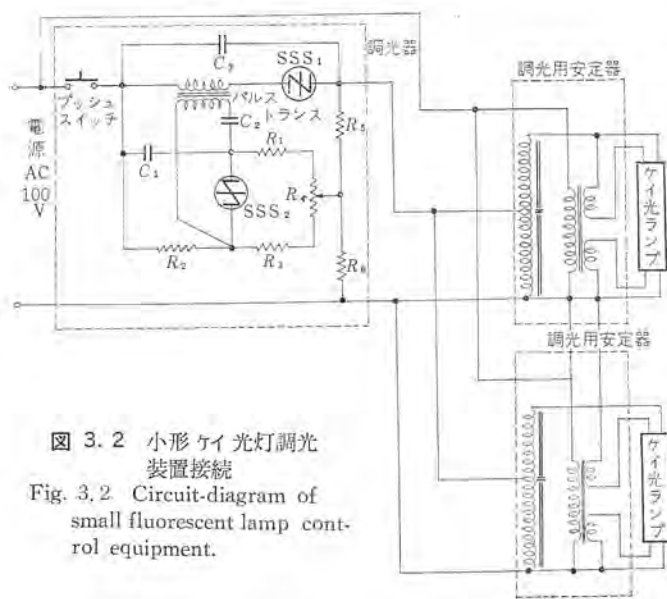 C₃
SSS₁
調光器
プッシュ
スイッチ
パルス
トランス
C₂
R₁
R₅
調光用安定器
電源
AC
100
V
C₁
SSS₂
R₄
ケイ光ランプ
R₂
R₃
R₆
調光用安定器
ケイ光ランプ
図 3.2 小形ケイ光灯調光
装置接続
Fig. 3.2 Circuit-diagram of
small fluorescent lamp con-
trol equipment.